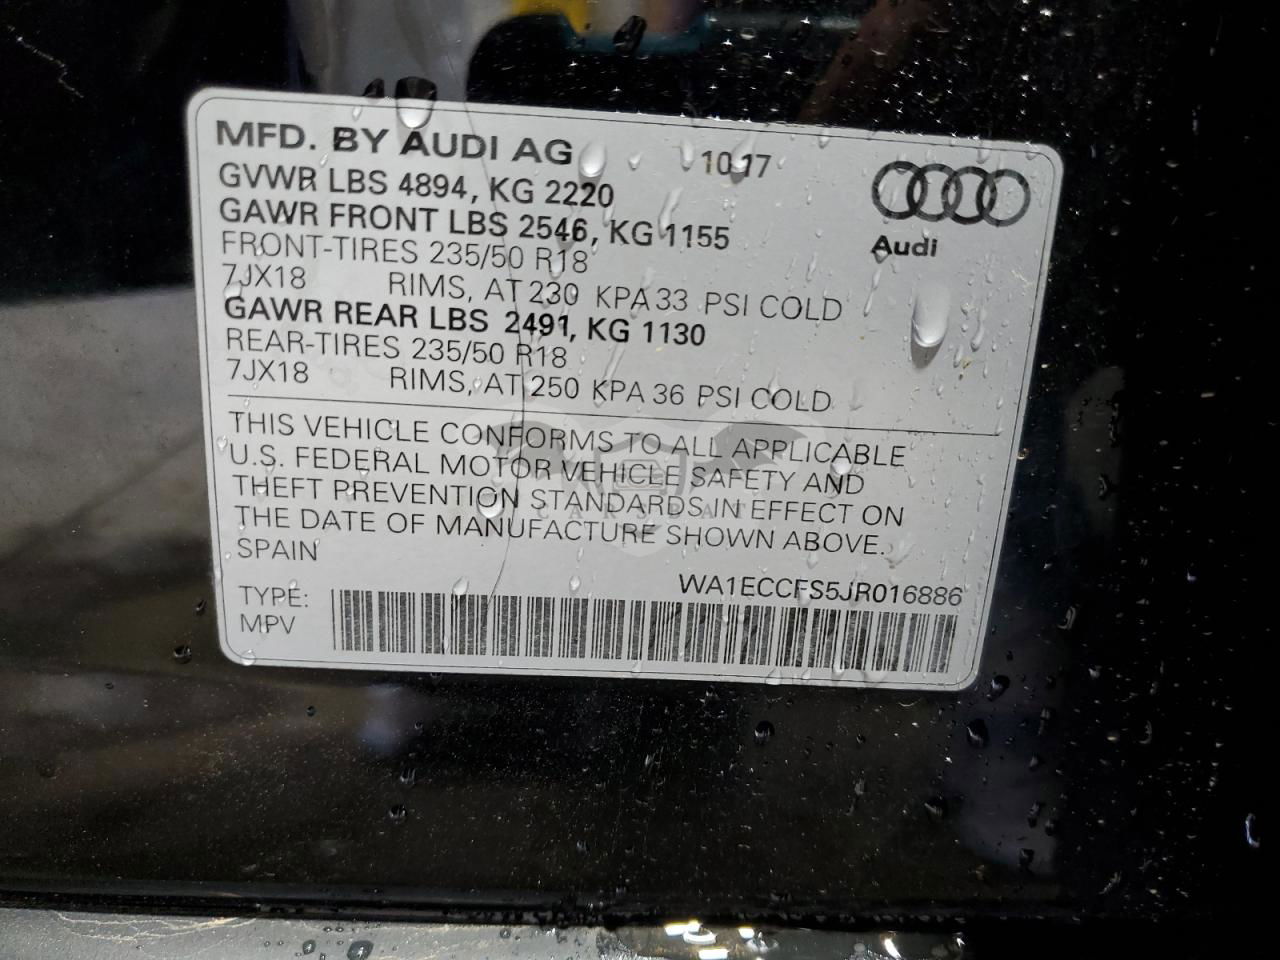 MFD. BY AUDI AG 10 17
GVWR LBS 4894, KG 2220
GAWR FRONT LBS 2546, KG 1155
Audi
FRONT-TIRES 235/50 R18
7JX18 RIMS, AT 230 KPA 33 PSI COLD
GAWR REAR LBS 2491, KG 1130
REAR-TIRES 235/50 R18
7JX18 RIMS, AT 250 KPA 36 PSI COLD
THIS VEHICLE CONFORMS TO ALL APPLICABLE
U.S. FEDERAL MOTOR VEHICLE SAFETY AND
THEFT PREVENTION STANDARDS IN EFFECT ON
THE DATE OF MANUFACTURE SHOWN ABOVE.
SPAIN
WA1ECCFS5JR016886
TYPE:
MPV